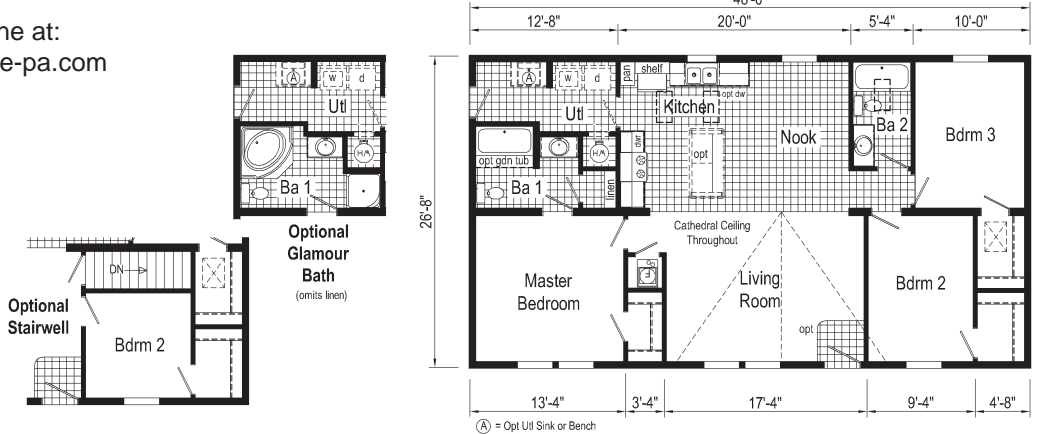 ne at:
e-pa.com
48'-0"
12'-8"
20'-0"
5'-4"
10'-0"
A
w
d
Utl
H/W
Ba 1
Optional
Glamour
Bath
(omits linen)
DN
Optional
Stairwell
Bdrm 2
26'-8"
A
w
d
Utl
H/W
opt gdn tub
Ba 1
linen
pan
shelf
opt dw
Kitchen
dwr
opt
Nook
Ba 2
Bdrm 3
Cathedral Ceiling
Throughout
F
Master
Bedroom
Living
Room
opt
Bdrm 2
13'-4"
3'-4"
17'-4"
9'-4"
4'-8"
A = Opt Utl Sink or Bench